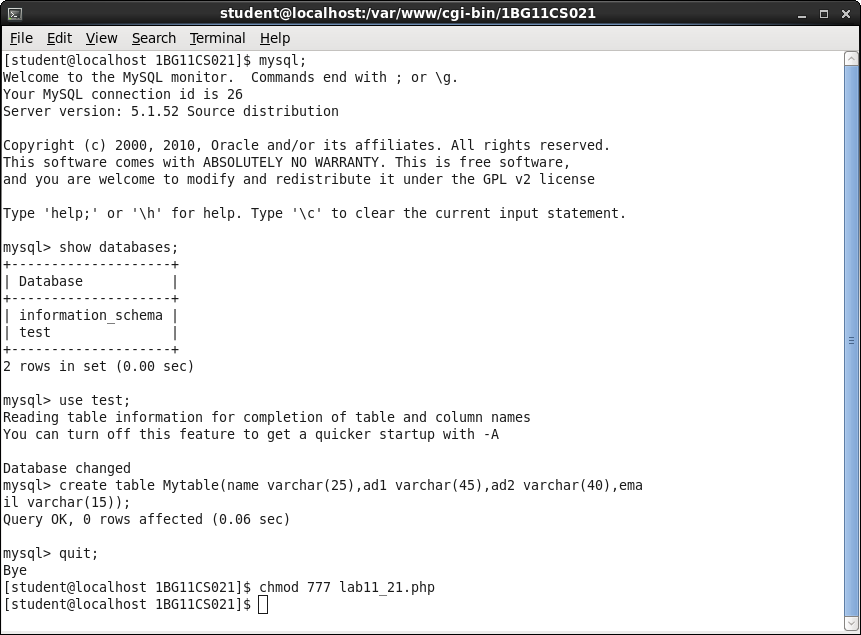 student@localhost:/var/www/cgi-bin/1BG11CS021
File Edit View Search Terminal Help
[student@localhost 1BG11CS021]$ mysql;
Welcome to the MySQL monitor.  Commands end with ; or \g.
Your MySQL connection id is 26
Server version: 5.1.52 Source distribution

Copyright (c) 2000, 2010, Oracle and/or its affiliates. All rights reserved.
This software comes with ABSOLUTELY NO WARRANTY. This is free software,
and you are welcome to modify and redistribute it under the GPL v2 license

Type 'help;' or '\h' for help. Type '\c' to clear the current input statement.

mysql> show databases;
+--------------------+
| Database           |
+--------------------+
| information_schema |
| test               |
+--------------------+
2 rows in set (0.00 sec)

mysql> use test;
Reading table information for completion of table and column names
You can turn off this feature to get a quicker startup with -A

Database changed
mysql> create table Mytable(name varchar(25),ad1 varchar(45),ad2 varchar(40),ema
il varchar(15));
Query OK, 0 rows affected (0.06 sec)

mysql> quit;
Bye
[student@localhost 1BG11CS021]$ chmod 777 lab11_21.php
[student@localhost 1BG11CS021]$